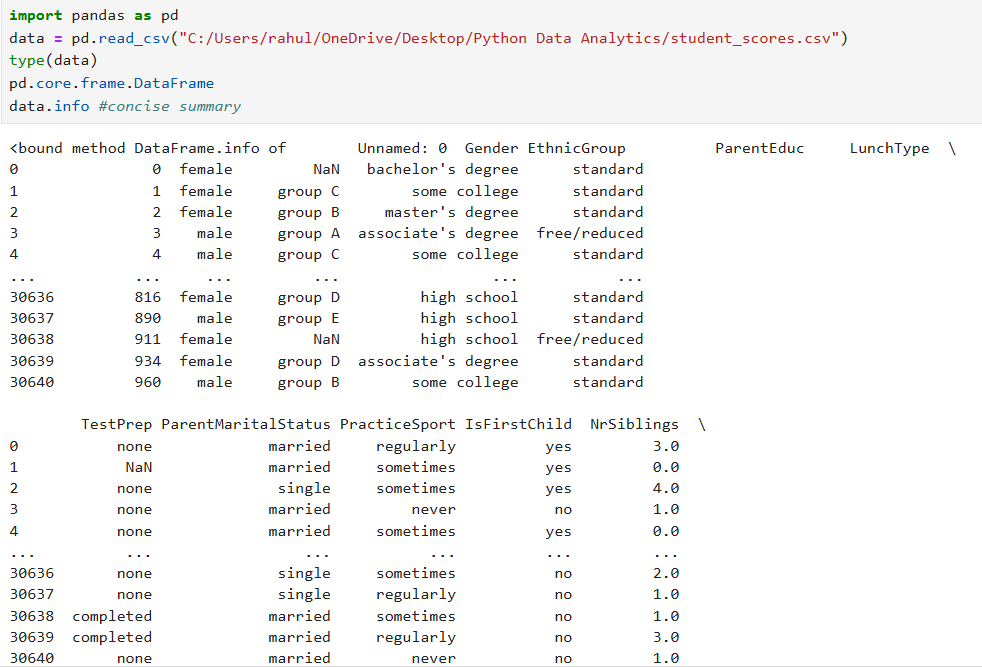 import pandas as pd
data = pd.read_csv("C:/Users/rahul/OneDrive/Desktop/Python Data Analytics/student_scores.csv")
type(data)
pd.core.frame.DataFrame
data.info #concise summary
<bound method DataFrame.info of        Unnamed: 0  Gender EthnicGroup          ParentEduc     LunchType  \
0               0  female         NaN   bachelor's degree      standard
1               1  female     group C        some college      standard
2               2  female     group B     master's degree      standard
3               3    male     group A  associate's degree  free/reduced
4               4    male     group C        some college      standard
...           ...     ...         ...                 ...           ...
30636         816  female     group D         high school      standard
30637         890    male     group E         high school      standard
30638         911  female         NaN         high school  free/reduced
30639         934  female     group D  associate's degree      standard
30640         960    male     group B        some college      standard
        TestPrep ParentMaritalStatus PracticeSport IsFirstChild  NrSiblings  \
0           none             married     regularly          yes         3.0
1            NaN             married     sometimes          yes         0.0
2           none              single     sometimes          yes         4.0
3           none             married         never           no         1.0
4           none             married     sometimes          yes         0.0
...          ...                 ...           ...          ...         ...
30636       none              single     sometimes           no         2.0
30637       none              single     regularly           no         1.0
30638  completed             married     sometimes           no         1.0
30639  completed             married     regularly           no         3.0
30640       none             married         never           no         1.0